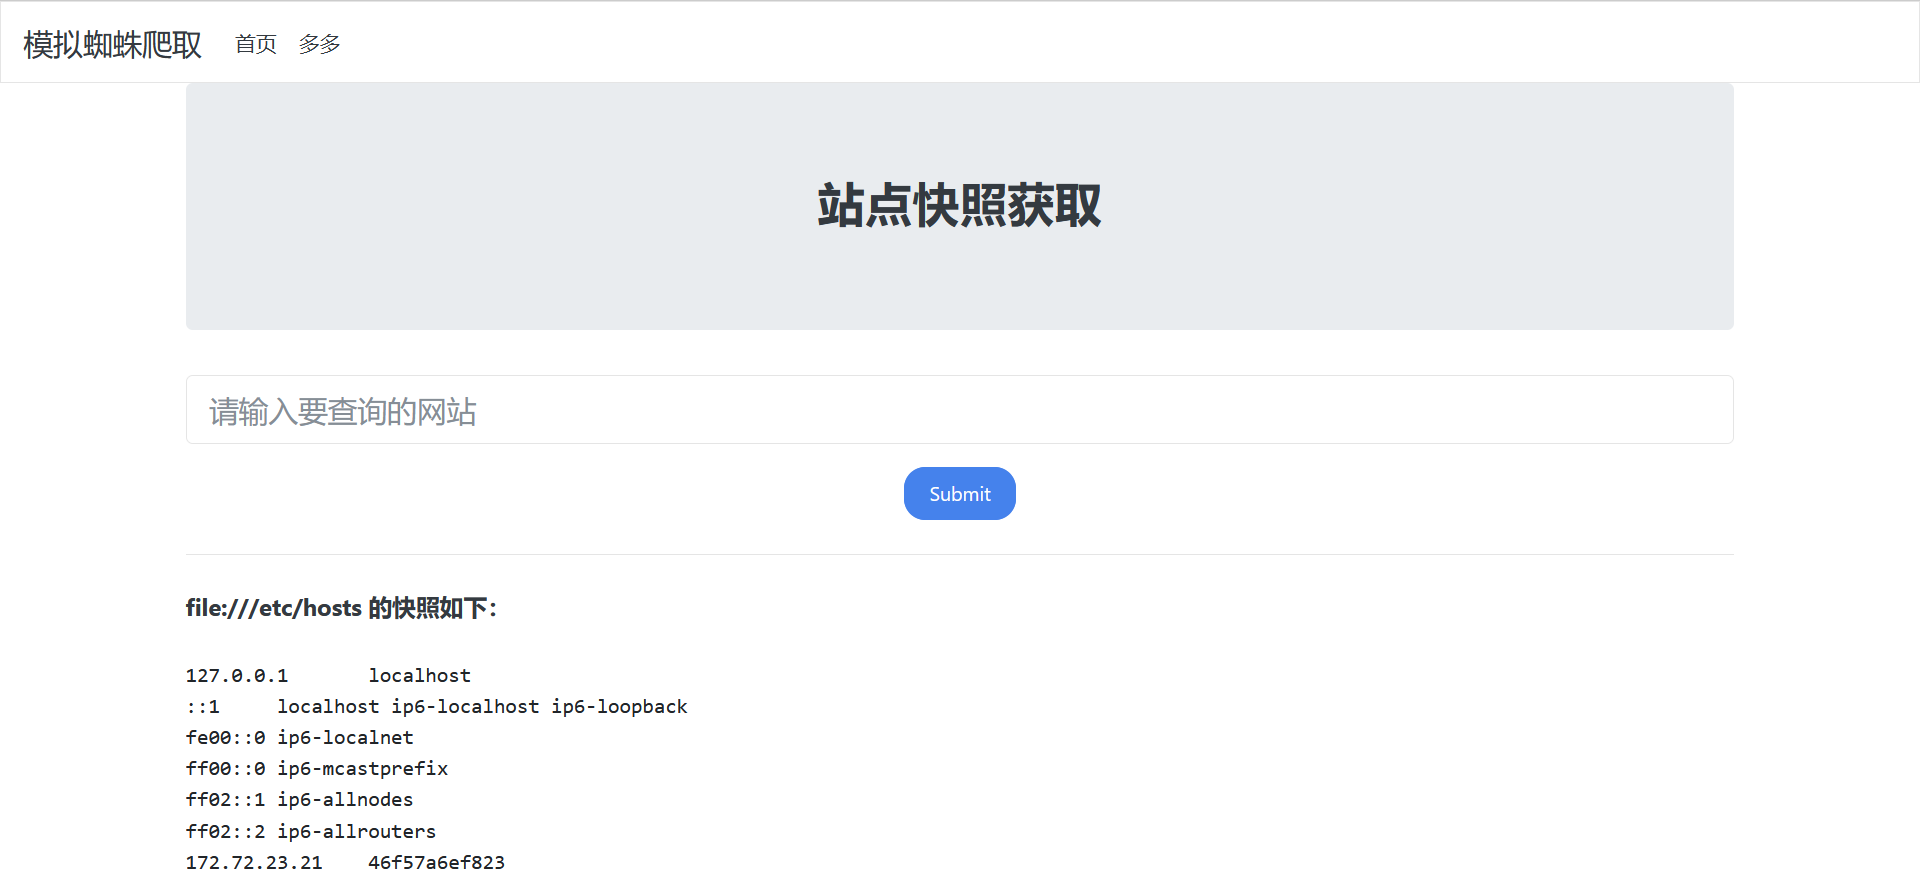 模拟蜘蛛爬取 首页 多多
站点快照获取
请输入要查询的网站
Submit
file:///etc/hosts 的快照如下：
127.0.0.1	localhost
::1	localhost ip6-localhost ip6-loopback
fe00::0 ip6-localnet
ff00::0 ip6-mcastprefix
ff02::1 ip6-allnodes
ff02::2 ip6-allrouters
172.72.23.21	46f57a6ef823